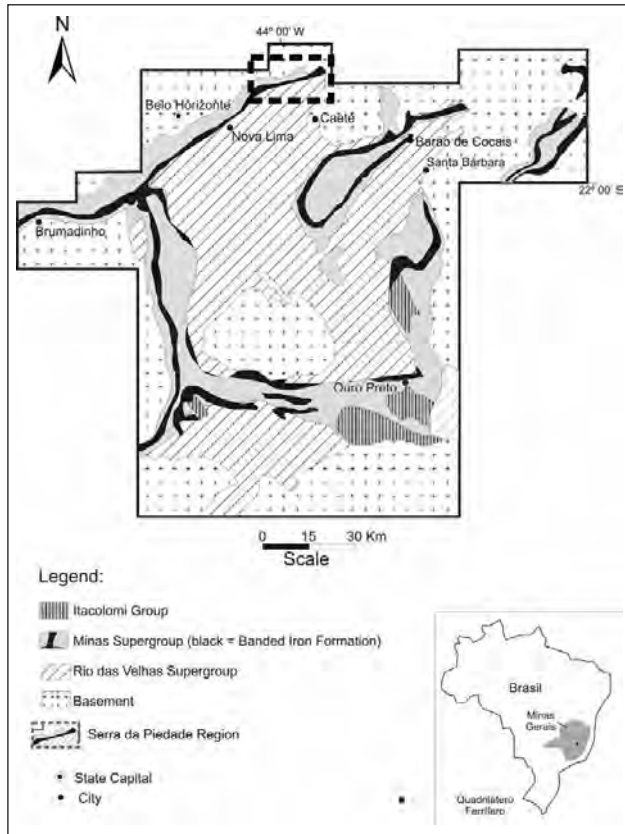 N
44° 00' W
Belo Horizonte
Nova Lima
Caeté
Barão de Cocais
Santa Bárbara
22° 00' S
Brumadinho
Ouro Preto
0 15 30 Km
Scale
Legend:
Itacolomi Group
Minas Supergroup (black = Banded Iron Formation)
Rio das Velhas Supergroup
Basement
Serra da Piedade Region
State Capital
City
Brasil
Minas
Gerais
Quadrilátero
Ferrífero